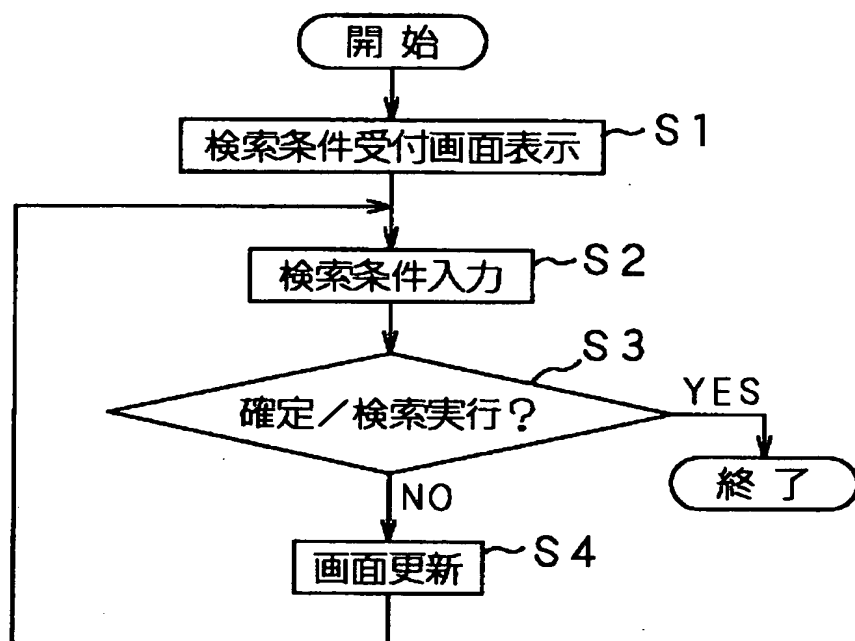 開始
検索条件受付画面表示
S1
検索条件入力
S2
S3
確定/検索実行?
YES
終了
NO
画面更新
S4